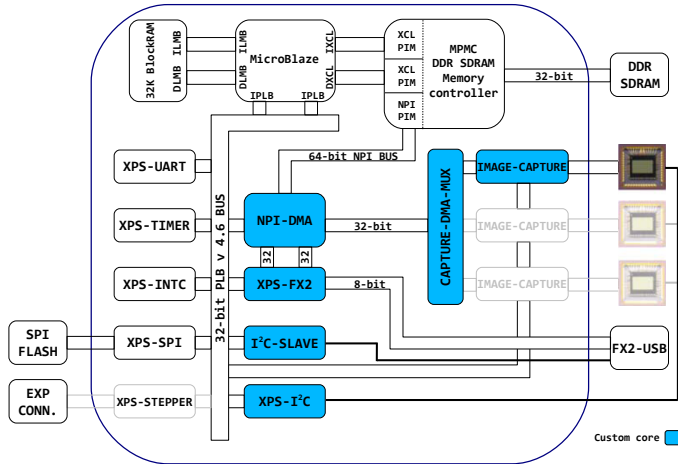 32K BlockRAM
ILMB
DLMB
ILMB
DLMB
MicroBlaze
IXCL
DXCL
IPLB
IPLB
XCL
PIM
XCL
PIM
NPI
PIM
MPMC
DDR SDRAM
Memory
controller
32-bit
DDR
SDRAM
64-bit NPI BUS
32-bit PLB v 4.6 BUS
XPS-UART
XPS-TIMER
XPS-INTC
XPS-SPI
XPS-STEPPER
SPI
FLASH
EXP
CONN.
NPI-DMA
32
32
XPS-FX2
I²C-SLAVE
XPS-I²C
32-bit
8-bit
CAPTURE-DMA-MUX
IMAGE-CAPTURE
IMAGE-CAPTURE
IMAGE-CAPTURE
FX2-USB
Custom core